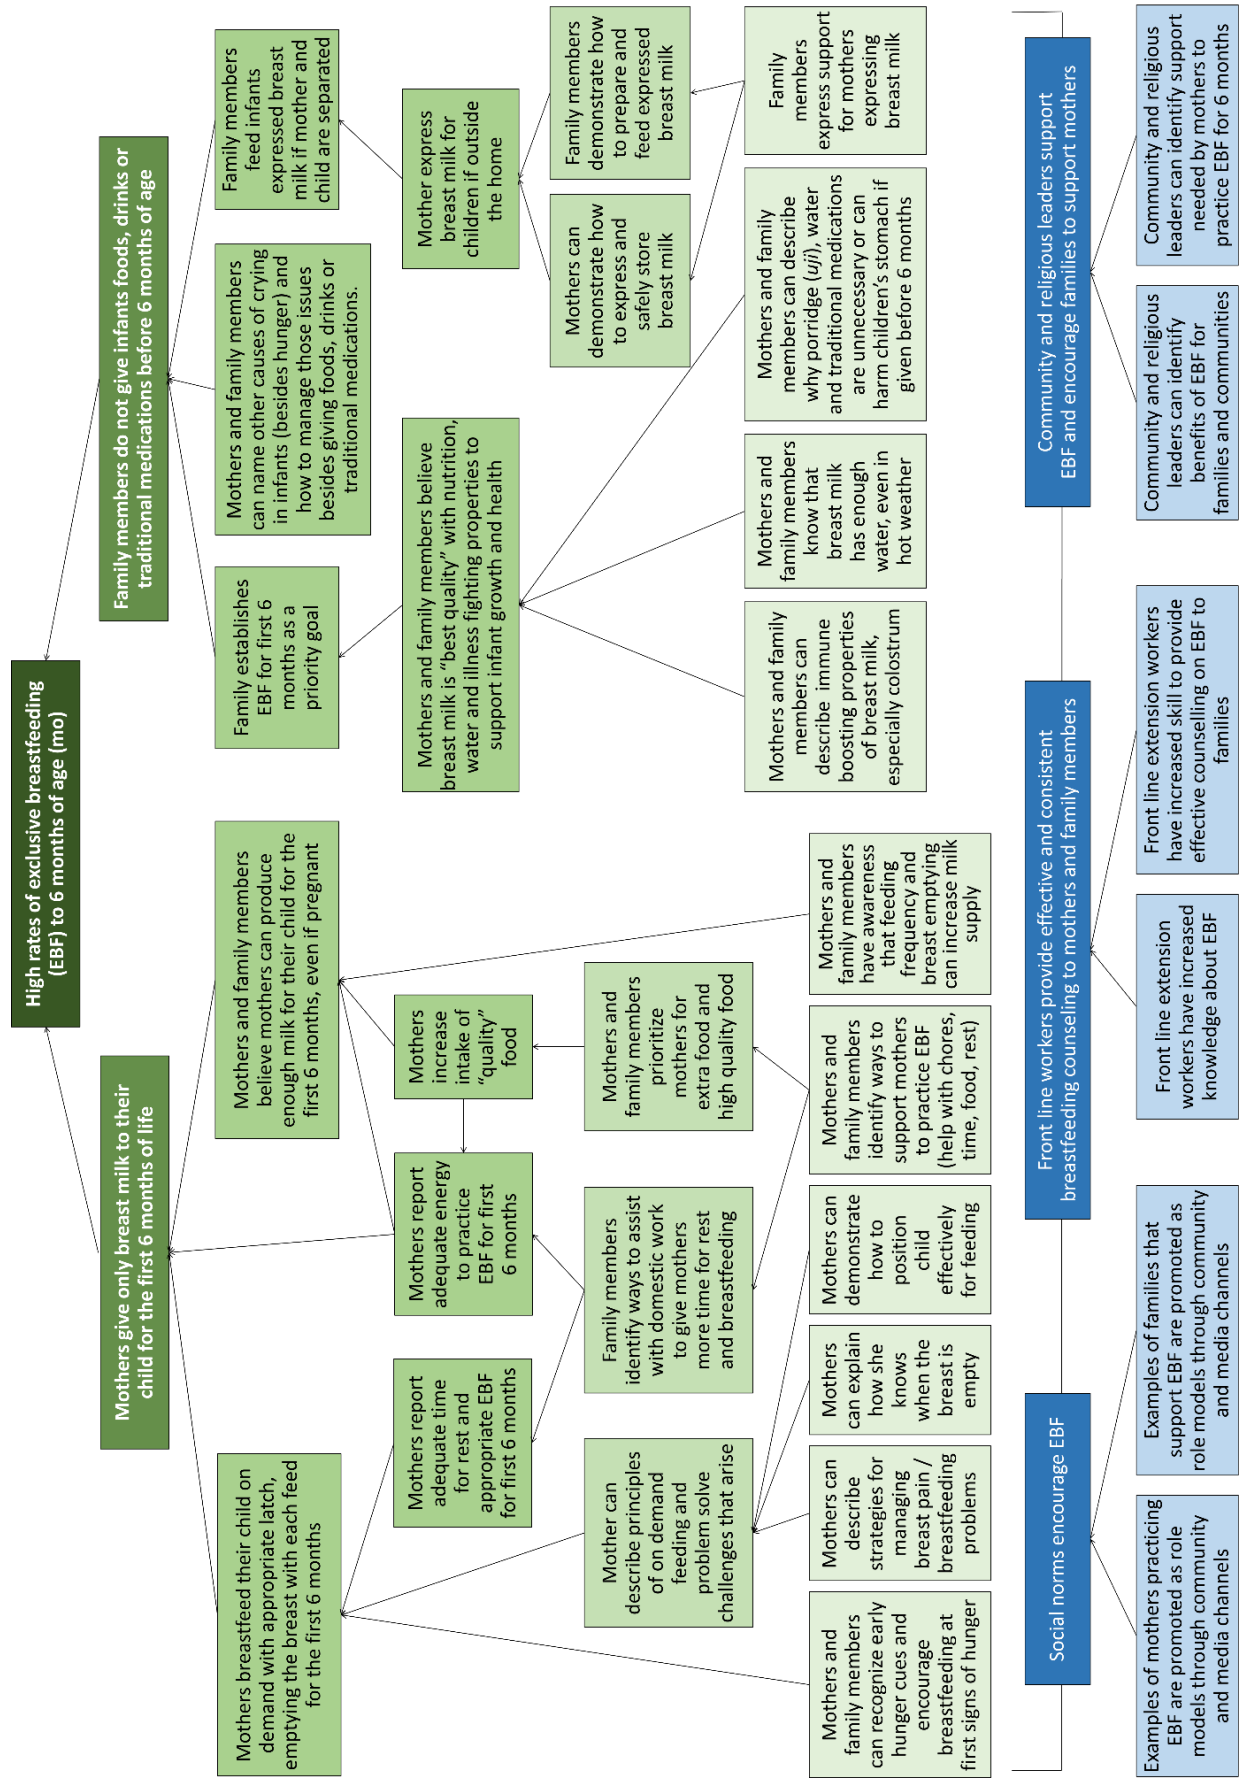 High rates of exclusive breastfeeding
(EBF) to 6 months of age (mo)
Mothers give only breast milk to their
child for the first 6 months of life
Family members do not give infants foods, drinks or
traditional medications before 6 months of age
Mothers breastfeed their child on
demand with appropriate latch,
emptying the breast with each feed
for the first 6 months
Mothers and family members
believe mothers can produce
enough milk for their child for the
first 6 months, even if pregnant
Family establishes
EBF for first 6
months as a
priority goal
Mothers and family members
can name other causes of crying
in infants (besides hunger) and
how to manage those issues
besides giving foods, drinks or
traditional medications.
Family members
feed infants
expressed breast
milk if mother and
child are separated
Mothers report
adequate time
for rest and
appropriate EBF
for first 6 months
Mothers report
adequate energy
to practice
EBF for first
6 months
Mothers
increase
intake of
“quality”
food
Mothers and family members believe
breast milk is “best quality” with nutrition,
water and illness fighting properties to
support infant growth and health
Mother express
breast milk for
children if outside
the home
Mother can
describe principles
of on demand
feeding and
problem solve
challenges that arise
Family members
identify ways to assist
with domestic work
to give mothers
more time for rest
and breastfeeding
Mothers and
family members
prioritize
mothers for
extra food and
high quality food
Mothers can
demonstrate how
to express and
safely store
breast milk
Family members
demonstrate how
to prepare and
feed expressed
breast milk
Mothers and
family members
can recognize early
hunger cues and
encourage
breastfeeding at
first signs of hunger
Mothers can
describe
strategies for
managing
breast pain /
breastfeeding
problems
Mothers
can explain
how she
knows
when the
breast is
empty
Mothers can
demonstrate
how to
position
child
effectively
for feeding
Mothers and
family members
identify ways to
support mothers
to practice EBF
(help with chores,
time, food, rest)
Mothers and
family members
have awareness
that feeding
frequency and
breast emptying
can increase milk
supply
Mothers and family
members can
describe immune
boosting properties
of breast milk,
especially colostrum
Mothers and
family members
know that
breast milk
has enough
water, even in
hot weather
Mothers and family
members can describe
why porridge (uji), water
and traditional medications
are unnecessary or can
harm children’s stomach if
given before 6 months
Family
members
express support
for mothers
expressing
breast milk
Social norms encourage EBF
Front line workers provide effective and consistent
breastfeeding counseling to mothers and family members
Community and religious leaders support
EBF and encourage families to support mothers
Examples of mothers practicing
EBF are promoted as role
models through community
and media channels
Examples of families that
support EBF are promoted as
role models through community
and media channels
Front line extension
workers have increased
knowledge about EBF
Front line extension workers
have increased skill to provide
effective counselling on EBF to
families
Community and religious
leaders can identify
benefits of EBF for
families and communities
Community and religious
leaders can identify support
needed by mothers to
practice EBF for 6 months